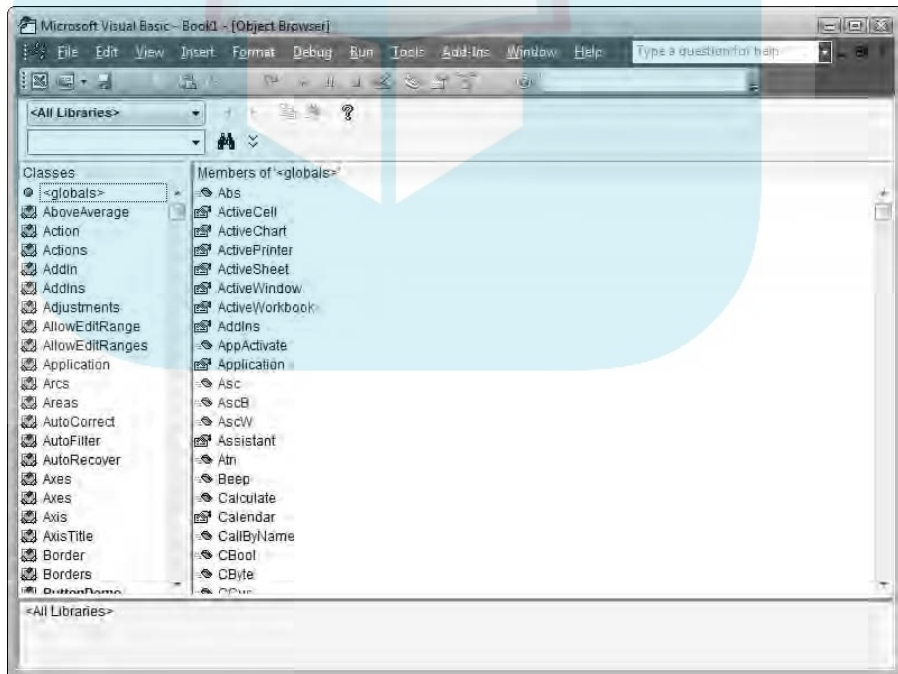 Microsoft Visual Basic - Book1 - [Object Browser]
File Edit View Insert Format Debug Run Tools Add-Ins Window Help Type a question for help
<All Libraries>
Classes
<globals>
AboveAverage
Action
Actions
AddIn
AddIns
Adjustments
AllowEditRange
AllowEditRanges
Application
Arcs
Areas
AutoCorrect
AutoFilter
AutoRecover
Axes
Axes
Axis
AxisTitle
Border
Borders
ButtonDemo
Members of '<globals>'
Abs
ActiveCell
ActiveChart
ActivePrinter
ActiveSheet
ActiveWindow
ActiveWorkbook
AddIns
AppActivate
Application
Asc
AscB
AscW
Assistant
Atn
Beep
Calculate
Calendar
CallByName
CBool
CByte
CCur
<All Libraries>